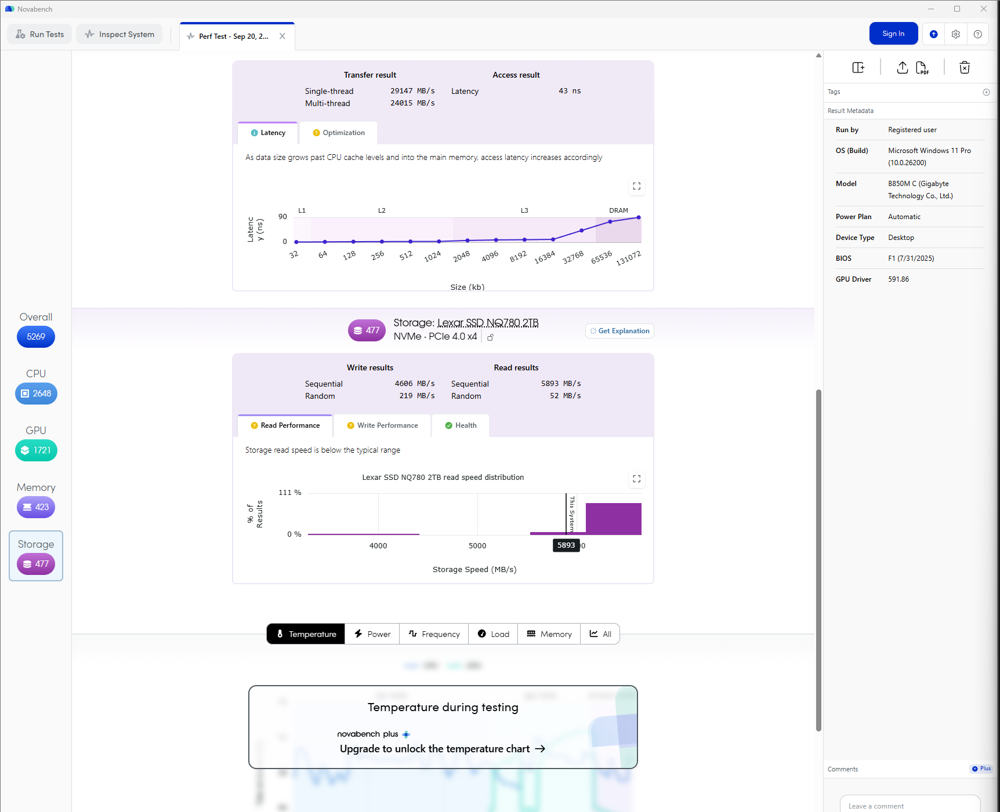 Novabench
Run Tests
Inspect System
Perf Test - Sep 20, 2...
Sign In
Transfer result
Access result
Single-thread 29147 MB/s
Latency 43 ns
Multi-thread 24015 MB/s
Latency
Optimization
As data size grows past CPU cache levels and into the main memory, access latency increases accordingly
L1 L2 L3 DRAM
Latenc
y (ns)
90
0
32 64 128 256 512 1024 2048 4096 8192 16384 32768 65536 131072
Size (kb)
477
Storage: Lexar SSD NQ780 2TB
NVMe · PCIe 4.0 x4
Get Explanation
Write results
Read results
Sequential 4606 MB/s
Sequential 5893 MB/s
Random 219 MB/s
Random 52 MB/s
Read Performance
Write Performance
Health
Storage read speed is below the typical range
Lexar SSD NQ780 2TB read speed distribution
% of
Results
111 %
0 %
This System
4000 5000 5893 0
Storage Speed (MB/s)
Temperature
Power
Frequency
Load
Memory
All
Temperature during testing
novabench plus
Upgrade to unlock the temperature chart →
Overall
5269
CPU
2648
GPU
1721
Memory
423
Storage
477
PDF
Tags
Result Metadata
Run by Registered user
OS (Build) Microsoft Windows 11 Pro
(10.0.26200)
Model B850M C (Gigabyte
Technology Co., Ltd.)
Power Plan Automatic
Device Type Desktop
BIOS F1 (7/31/2025)
GPU Driver 591.86
Comments
Plus
Leave a comment